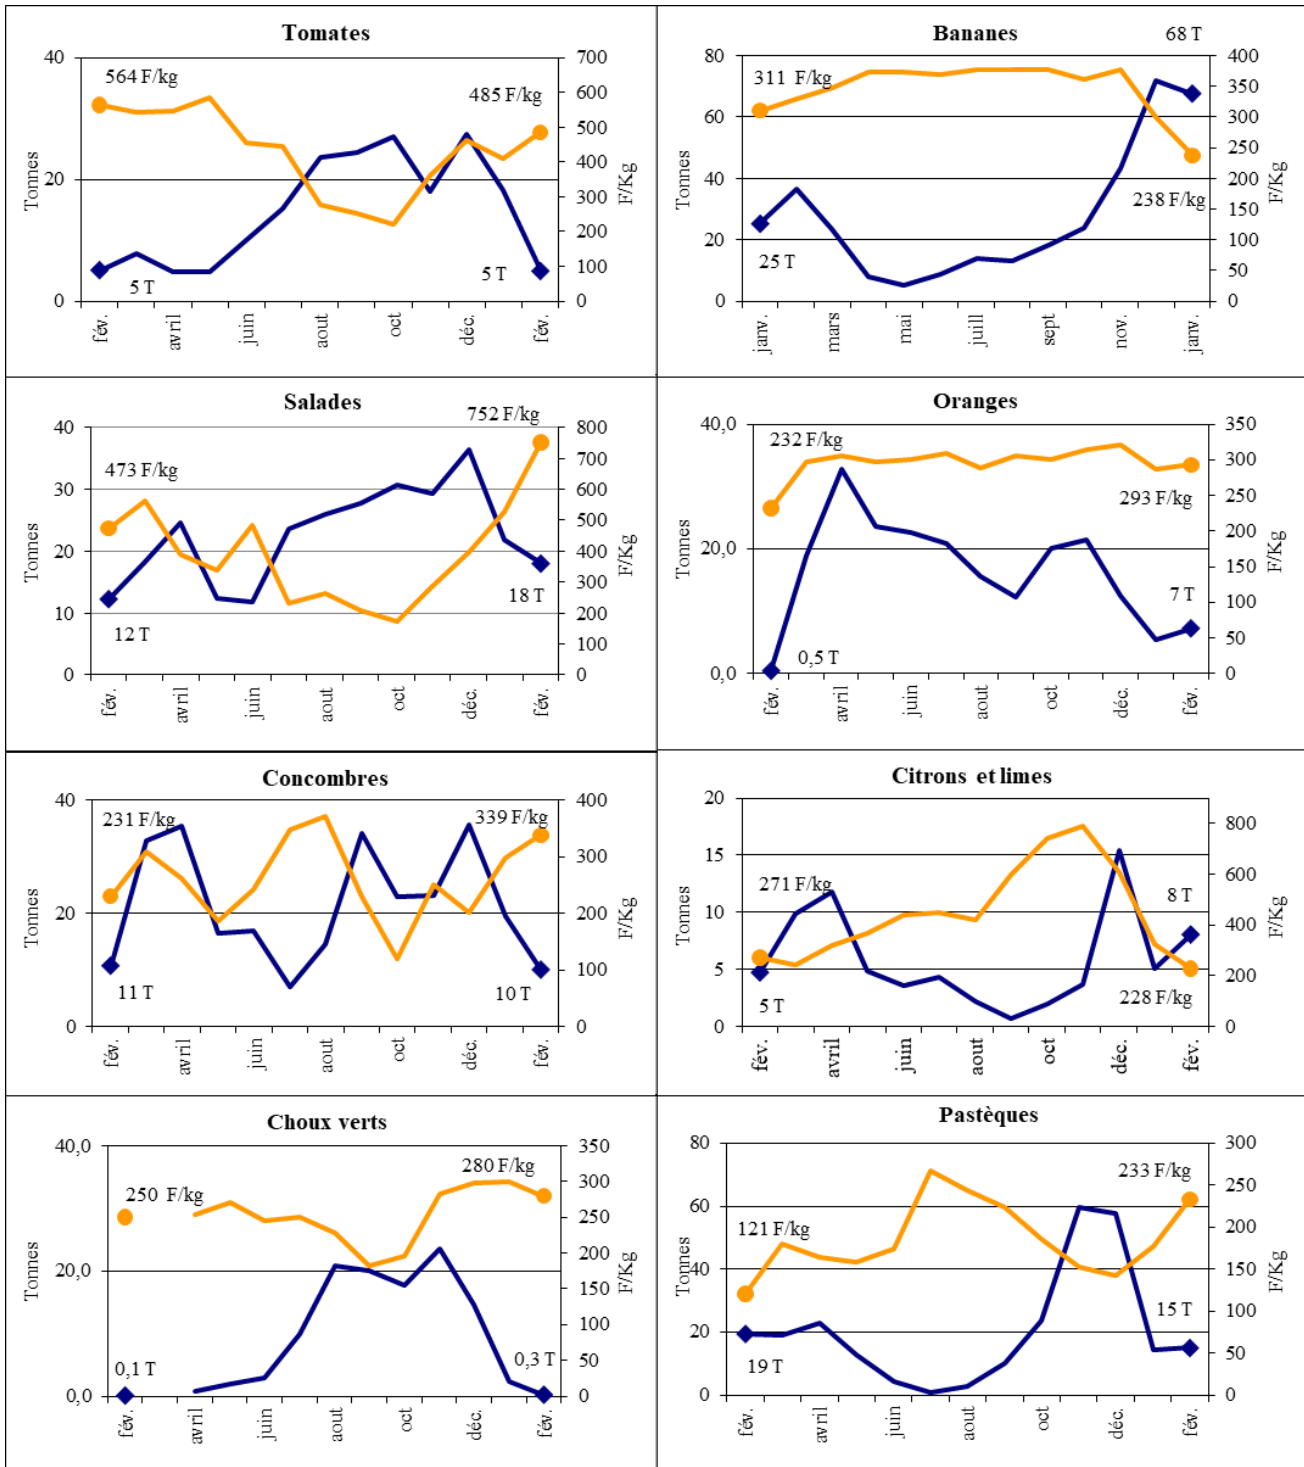 Tomates
40
20
0
Tonnes
700
600
500
400
300
200
100
0
F/Kg
564 F/kg
485 F/kg
5 T
5 T
fév.
avril
juin
aout
oct
déc.
fév.
Bananes
68 T
80
60
40
20
0
Tonnes
400
350
300
250
200
150
100
50
0
F/Kg
311 F/kg
238 F/kg
25 T
janv.
mars
mai
juill
sept
nov.
janv.
Salades
752 F/kg
40
30
20
10
0
Tonnes
800
700
600
500
400
300
200
100
0
F/Kg
473 F/kg
18 T
12 T
fév.
avril
juin
aout
oct
déc.
fév.
Oranges
40,0
20,0
0,0
Tonnes
350
300
250
200
150
100
50
0
F/Kg
232 F/kg
293 F/kg
7 T
0,5 T
fév.
avril
juin
aout
oct
déc.
fév.
Concombres
40
20
0
Tonnes
400
300
200
100
0
F/Kg
231 F/kg
339 F/kg
11 T
10 T
fév.
avril
juin
aout
oct
déc.
fév.
Citrons et limes
20
15
10
5
0
Tonnes
800
600
400
200
0
F/Kg
271 F/kg
8 T
5 T
228 F/kg
fév.
avril
juin
aout
oct
déc.
fév.
Choux verts
40,0
20,0
0,0
Tonnes
350
300
250
200
150
100
50
0
F/Kg
250 F/kg
280 F/kg
0,1 T
0,3 T
fév.
avril
juin
aout
oct
déc.
fév.
Pastèques
80
60
40
20
0
Tonnes
300
250
200
150
100
50
0
F/Kg
121 F/kg
233 F/kg
15 T
19 T
fév.
avril
juin
aout
oct
déc.
fév.